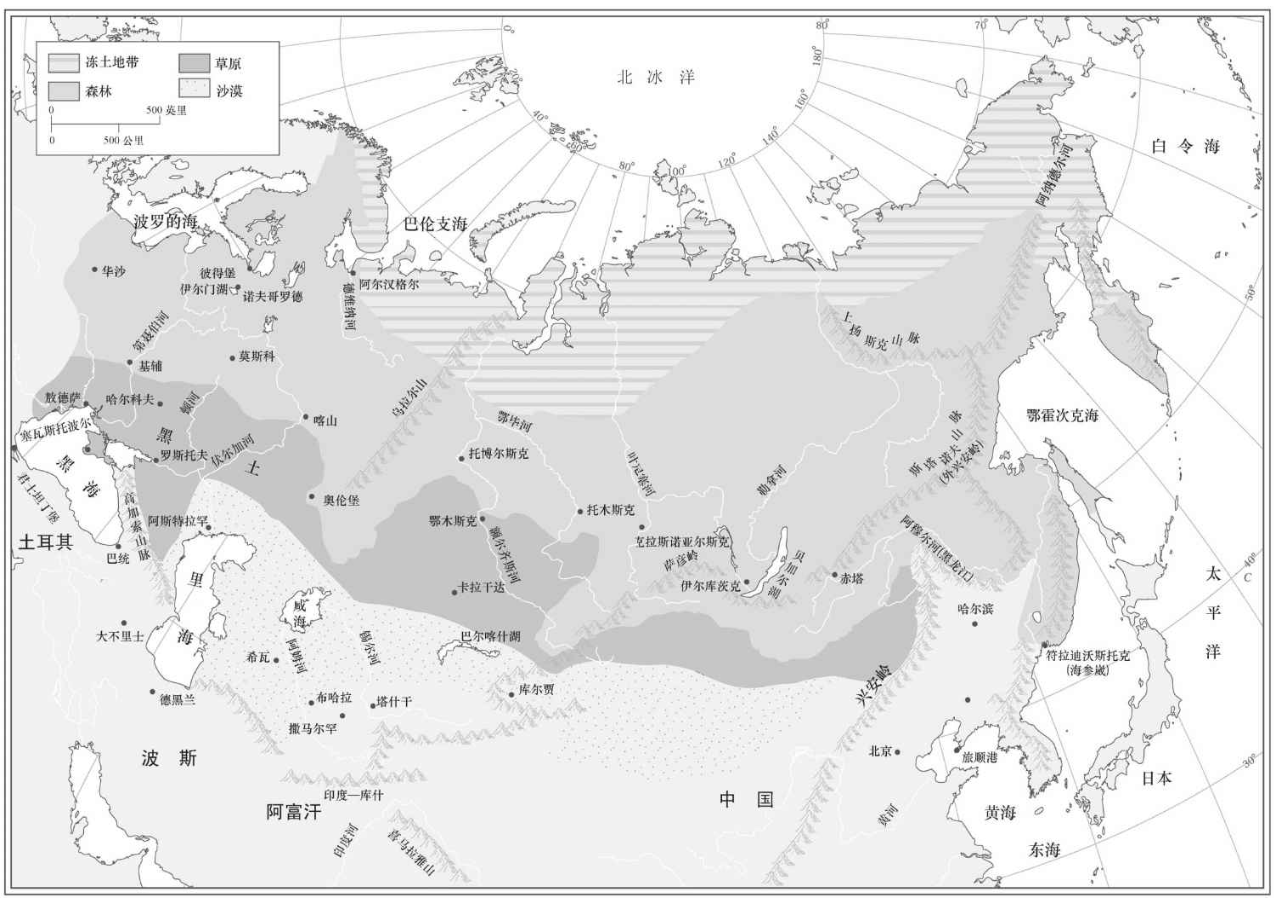 冻土地带
草原
森林
沙漠
0
500 英里
0
500 公里
0°
80°
70°
180°
160°
140°
120°
100°
80°
60°
40°
50°
40°
30°
C
北冰洋
白令海
阿纳德尔河
波罗的海
巴伦支海
华沙
彼得堡
伊尔门湖
诺夫哥罗德
阿尔汉格尔
德维纳河
第聂伯河
基辅
莫斯科
上扬斯克山脉
乌拉尔山
敖德萨
哈尔科夫
顿河
喀山
鄂毕河
鄂霍次克海
塞瓦斯托波尔
黑土
罗斯托夫
伏尔加河
托博尔斯克
叶尼塞河
勒拿河
斯塔诺夫山脉
(外兴安岭)
黑海
君士坦丁堡
高加索山脉
奥伦堡
阿斯特拉罕
鄂木斯克
额尔齐斯河
托木斯克
克拉斯诺亚尔斯克
萨彦岭
伊尔库茨克
贝加尔湖
赤塔
阿穆尔河(黑龙江)
土耳其
巴统
里海
咸海
卡拉干达
哈尔滨
太平洋
大不里士
希瓦
阿姆河
锡尔河
巴尔喀什湖
符拉迪沃斯托克
(海参崴)
德黑兰
布哈拉
塔什干
撒马尔罕
库尔贾
兴安岭
波斯
北京
旅顺港
日本
印度—库什
阿富汗
中国
黄河
黄海
印度河
喜马拉雅山
东海